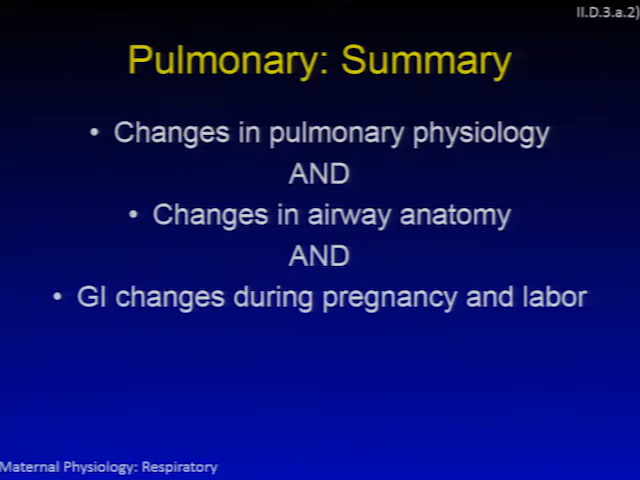 II.D.3.a.2)
Pulmonary: Summary
• Changes in pulmonary physiology
AND
• Changes in airway anatomy
AND
• GI changes during pregnancy and labor
Maternal Physiology: Respiratory